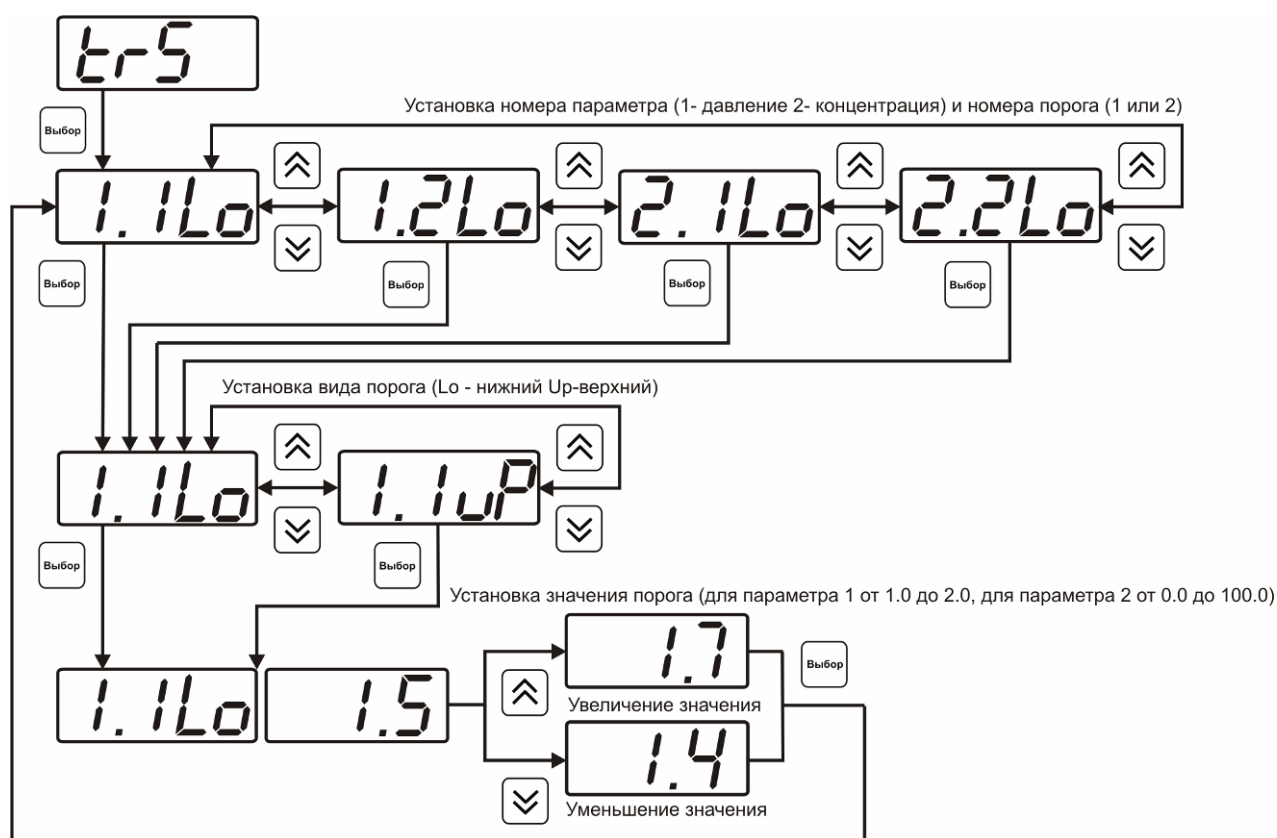 trS
Установка номера параметра (1- давление 2- концентрация) и номера порога (1 или 2)
Выбор
1.1Lo
1.2Lo
2.1Lo
2.2Lo
Выбор
Выбор
Выбор
Выбор
Установка вида порога (Lo - нижний Up-верхний)
1.1Lo
1.1uP
Выбор
Выбор
Установка значения порога (для параметра 1 от 1.0 до 2.0, для параметра 2 от 0.0 до 100.0)
1.7
Выбор
Увеличение значения
1.1Lo
1.5
1.4
Уменьшение значения